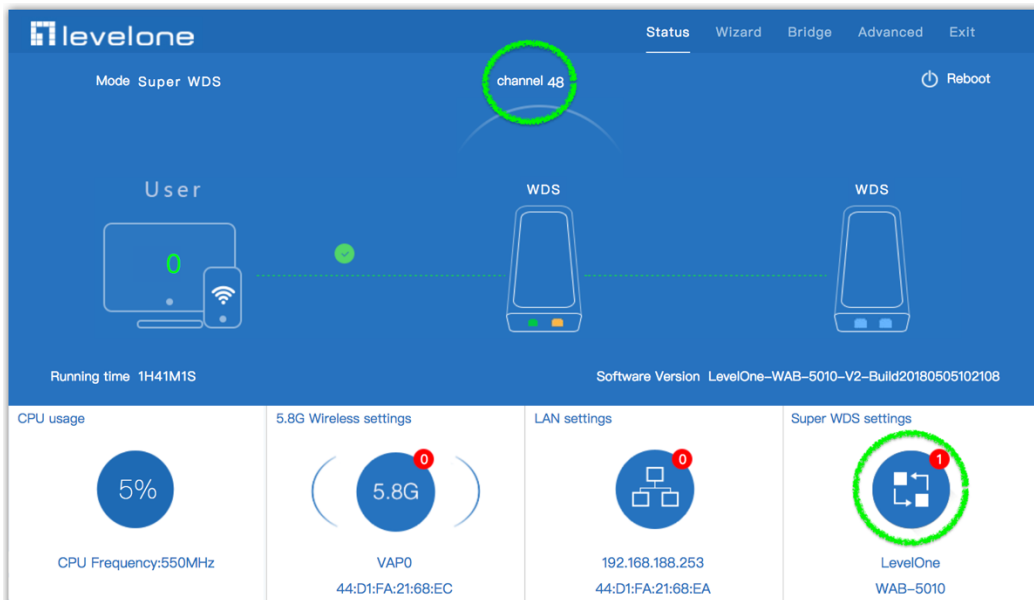 levelone
Status Wizard Bridge Advanced Exit
Mode Super WDS
channel 48
Reboot
User
WDS
WDS
0
Running time 1H41M1S
Software Version LevelOne-WAB-5010-V2-Build20180505102108
CPU usage
5.8G Wireless settings
LAN settings
Super WDS settings
5%
5.8G
0
0
1
CPU Frequency:550MHz
VAP0
44:D1:FA:21:68:EC
192.168.188.253
44:D1:FA:21:68:EA
LevelOne
WAB-5010